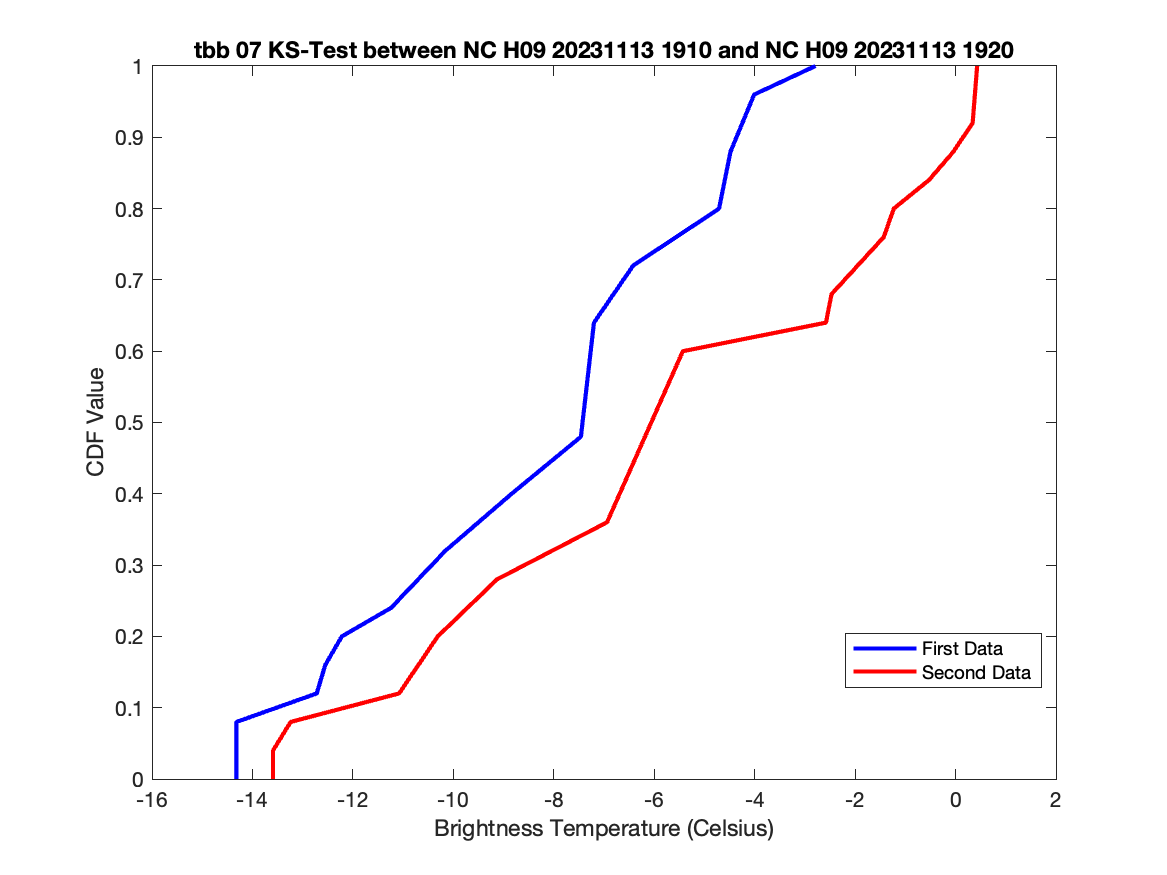 tbb 07 KS-Test between NC H09 20231113 1910 and NC H09 20231113 1920
1
0.9
0.8
0.7
0.6
0.5
0.4
0.3
0.2
0.1
0
CDF Value
First Data
Second Data
-16 -14 -12 -10 -8 -6 -4 -2 0 2
Brightness Temperature (Celsius)